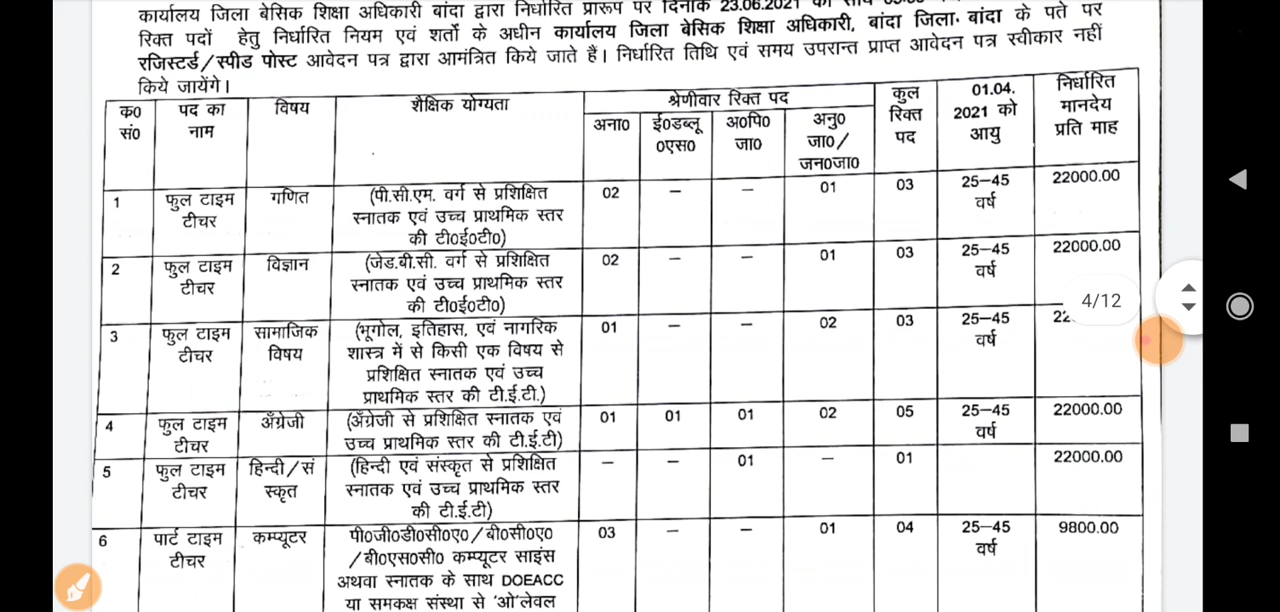 कार्यालय जिला बेसिक शिक्षा अधिकारी बांदा द्वारा निर्धारित प्रारूप पर दिनांक 23.06.2021
रिक्त पदों हेतु निर्धारित नियम एवं शर्तो के अधीन कार्यालय जिला बेसिक शिक्षा अधिकारी, बांदा जिला- बांदा के पते पर
रजिस्टर्ड/स्पीड पोस्ट आवेदन पत्र द्वारा आमंत्रित किये जाते हैं। निर्धारित तिथि एवं समय उपरान्त प्राप्त आवेदन पत्र स्वीकार नहीं
किये जायेंगे।
क0 सं0 पद का नाम विषय शैक्षिक योग्यता श्रेणीवार रिक्त पद कुल रिक्त पद 01.04. 2021 को आयु निर्धारित मानदेय प्रति माह
अना0 ई0डब्लू0एस0 अ0पि0 जा0 अनु0 जा0/ जन0जा0
1 फुल टाइम टीचर गणित (पी.सी.एम. वर्ग से प्रशिक्षित 02 — — 01 03 25–45 वर्ष 22000.00
स्नातक एवं उच्च प्राथमिक स्तर
की टी0ई0टी0)
2 फुल टाइम टीचर विज्ञान (जेड.बी.सी. वर्ग से प्रशिक्षित 02 — — 01 03 25–45 वर्ष 22000.00
स्नातक एवं उच्च प्राथमिक स्तर
की टी0ई0टी0)
3 फुल टाइम टीचर सामाजिक विषय (भूगोल, इतिहास, एवं नागरिक 01 — — 02 03 25–45 वर्ष
शास्त्र में से किसी एक विषय से
प्रशिक्षित स्नातक एवं उच्च
प्राथमिक स्तर की टी.ई.टी.)
4 फुल टाइम टीचर अँग्रेजी (अँग्रेजी से प्रशिक्षित स्नातक एवं 01 01 01 02 05 25–45 वर्ष 22000.00
उच्च प्राथमिक स्तर की टी.ई.टी)
5 फुल टाइम टीचर हिन्दी/संस्कृत (हिन्दी एवं संस्कृत से प्रशिक्षित — — 01 — 01 22000.00
स्नातक एवं उच्च प्राथमिक स्तर
की टी.ई.टी)
6 पार्ट टाइम टीचर कम्प्यूटर पी0जी0डी0सी0ए0/बी0सी0ए0 03 — — 01 04 25–45 वर्ष 9800.00
/बी0एस0सी0 कम्प्यूटर साइंस
अथवा स्नातक के साथ DOEACC
या समकक्ष संस्था से 'ओ'लेवल
4/12